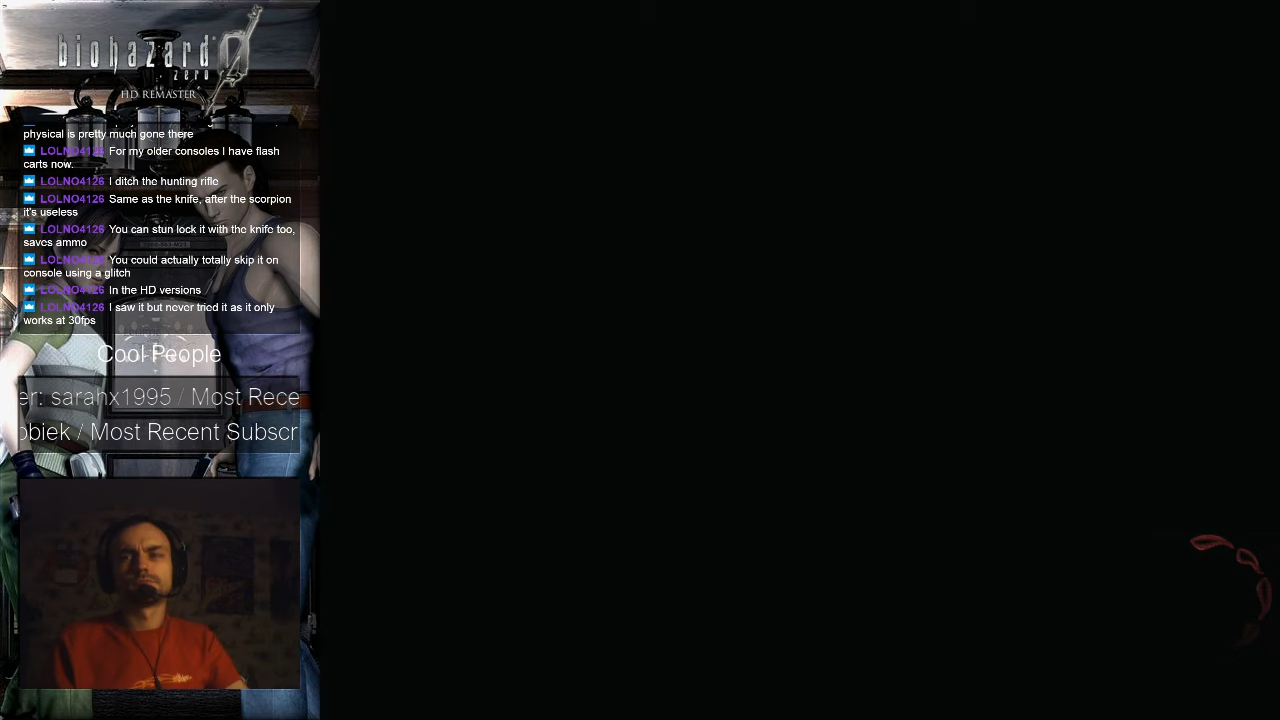 biohazard
zero
HD REMASTER
physical is pretty much gone there
LOLNO4126 For my older consoles I have flash
carts now.
LOLNO4126 I ditch the hunting rifle
LOLNO4126 Same as the knife, after the scorpion
it's useless
LOLNO4126 You can stun lock it with the knife too,
saves ammo
LOLNO4126 You could actually totally skip it on
console using a glitch
LOLNO4126 In the HD versions
LOLNO4126 I saw it but never tried it as it only
works at 30fps
Cool People
er: sarahx1995 / Most Rece
obiek / Most Recent Subscr